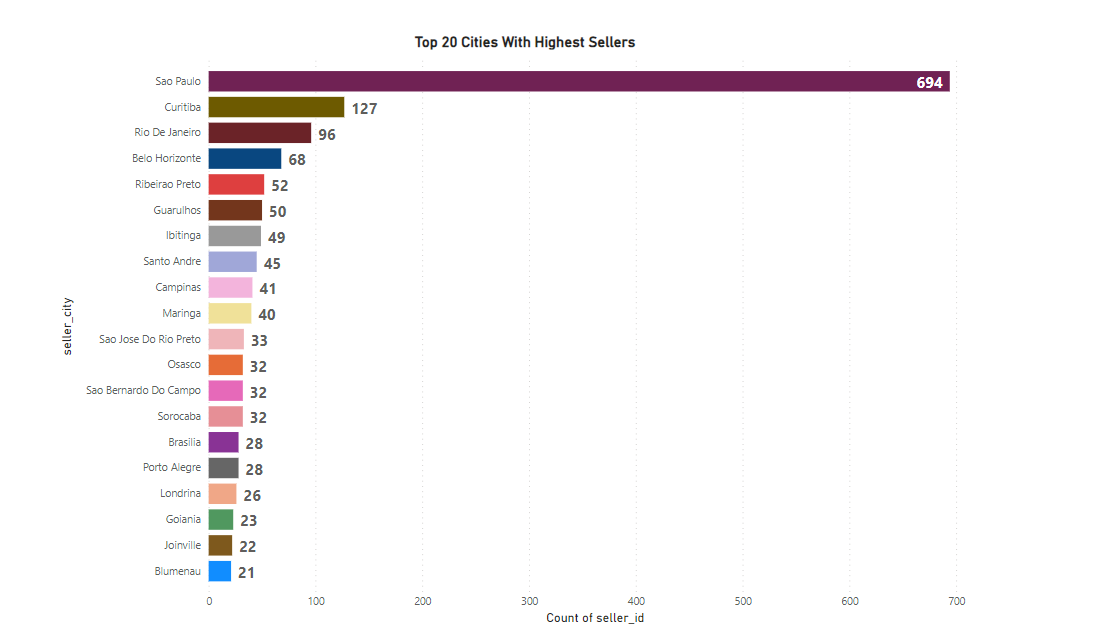 Top 20 Cities With Highest Sellers
seller_city
Sao Paulo 694
Curitiba 127
Rio De Janeiro 96
Belo Horizonte 68
Ribeirao Preto 52
Guarulhos 50
Ibitinga 49
Santo Andre 45
Campinas 41
Maringa 40
Sao Jose Do Rio Preto 33
Osasco 32
Sao Bernardo Do Campo 32
Sorocaba 32
Brasilia 28
Porto Alegre 28
Londrina 26
Goiania 23
Joinville 22
Blumenau 21
0 100 200 300 400 500 600 700
Count of seller_id